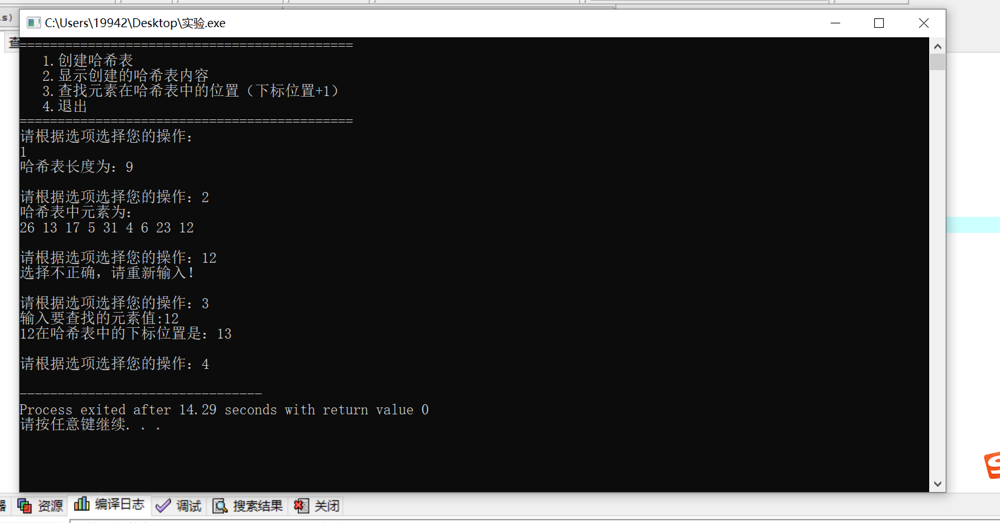 ls)
C:\Users\19942\Desktop\实验.exe
查
============================================
1.创建哈希表
2.显示创建的哈希表内容
3.查找元素在哈希表中的位置（下标位置+1）
4.退出
============================================
请根据选项选择您的操作：
1
哈希表长度为：9
请根据选项选择您的操作：2
哈希表中元素为：
26 13 17 5 31 4 6 23 12
请根据选项选择您的操作：12
选择不正确，请重新输入！
请根据选项选择您的操作：3
输入要查找的元素值:12
12在哈希表中的下标位置是：13
请根据选项选择您的操作：4
--------------------------------
Process exited after 14.29 seconds with return value 0
请按任意键继续. . .
器 资源 编译日志 调试 搜索结果 关闭